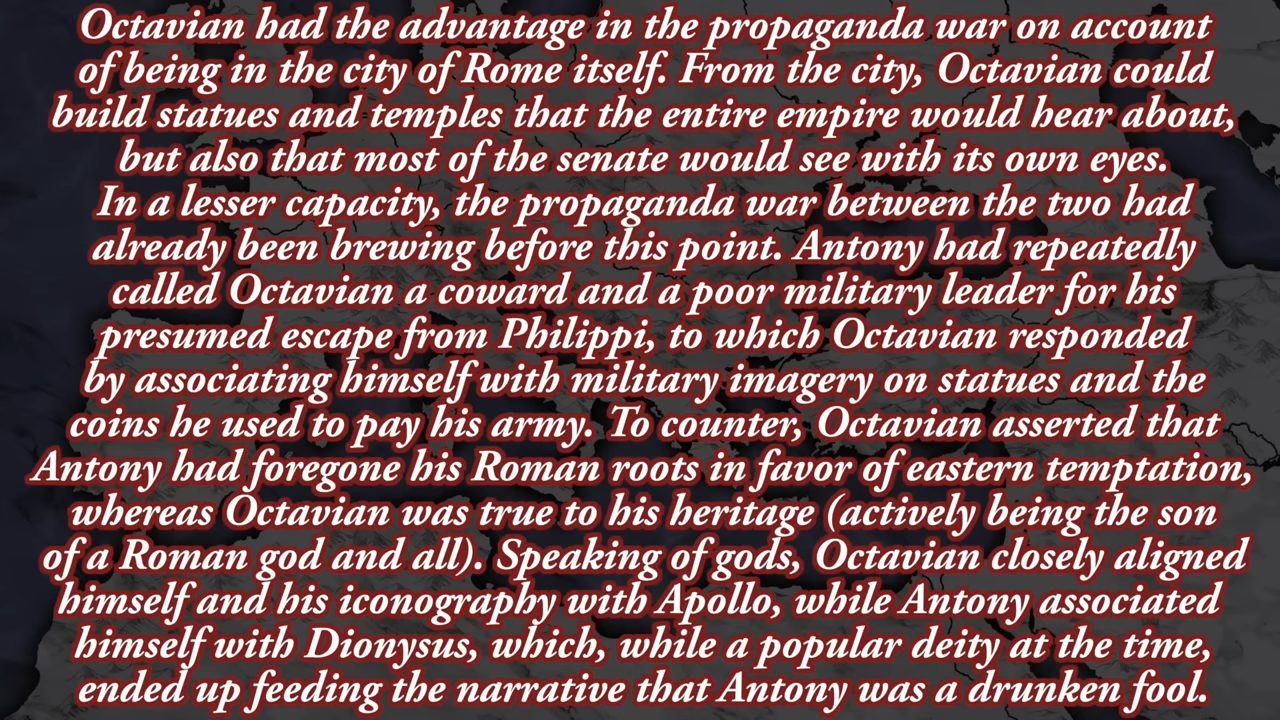 Octavian had the advantage in the propaganda war on account
of being in the city of Rome itself. From the city, Octavian could
build statues and temples that the entire empire would hear about,
but also that most of the senate would see with its own eyes.
In a lesser capacity, the propaganda war between the two had
already been brewing before this point. Antony had repeatedly
called Octavian a coward and a poor military leader for his
presumed escape from Philippi, to which Octavian responded
by associating himself with military imagery on statues and the
coins he used to pay his army. To counter, Octavian asserted that
Antony had foregone his Roman roots in favor of eastern temptation,
whereas Octavian was true to his heritage (actively being the son
of a Roman god and all). Speaking of gods, Octavian closely aligned
himself and his iconography with Apollo, while Antony associated
himself with Dionysus, which, while a popular deity at the time,
ended up feeding the narrative that Antony was a drunken fool.